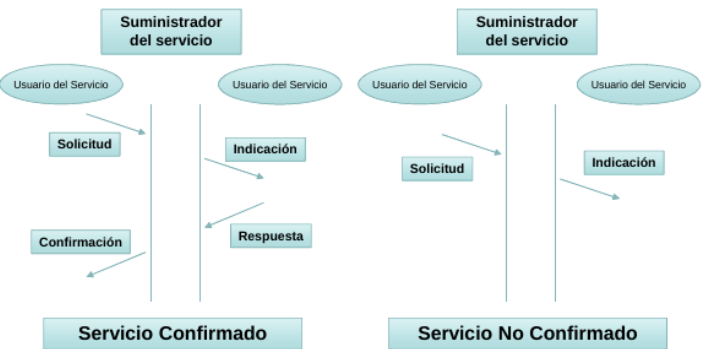 Suministrador
del servicio
Usuario del Servicio
Usuario del Servicio
Solicitud
Indicación
Respuesta
Confirmación
Servicio Confirmado
Suministrador
del servicio
Usuario del Servicio
Usuario del Servicio
Solicitud
Indicación
Servicio No Confirmado